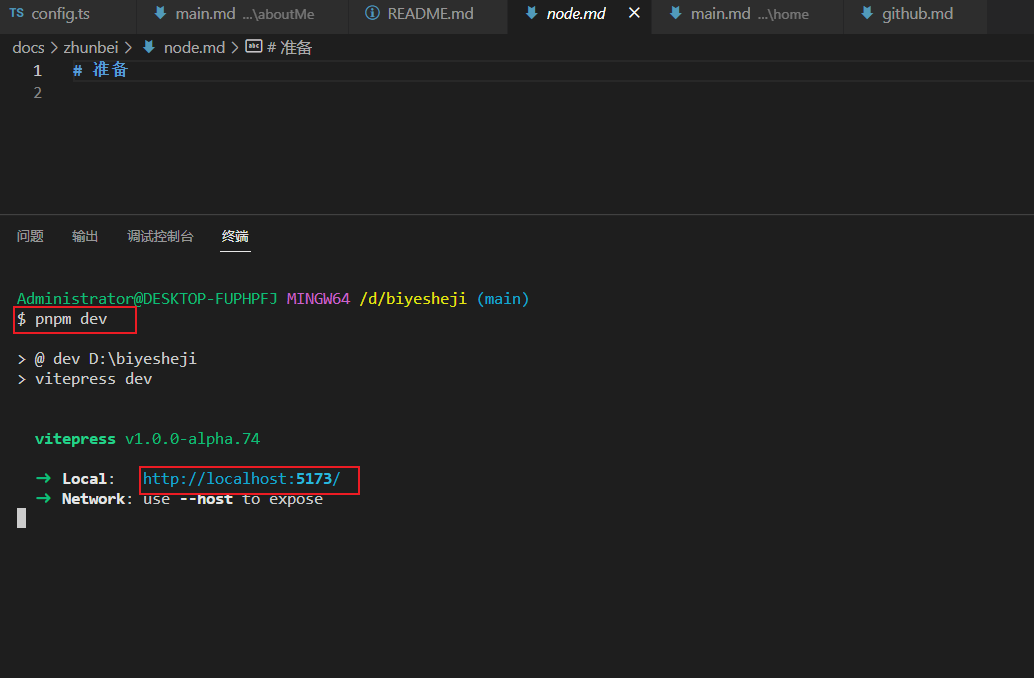 TS config.ts main.md ...\aboutMe README.md node.md main.md ...\home github.md
docs > zhunbei > node.md > abc # 准备
1 # 准备
2
问题 输出 调试控制台 终端
Administrator@DESKTOP-FUPHPFJ MINGW64 /d/biyesheji (main)
$ pnpm dev
> @ dev D:\biyesheji
> vitepress dev
vitepress v1.0.0-alpha.74
➜ Local: http://localhost:5173/
➜ Network: use --host to expose